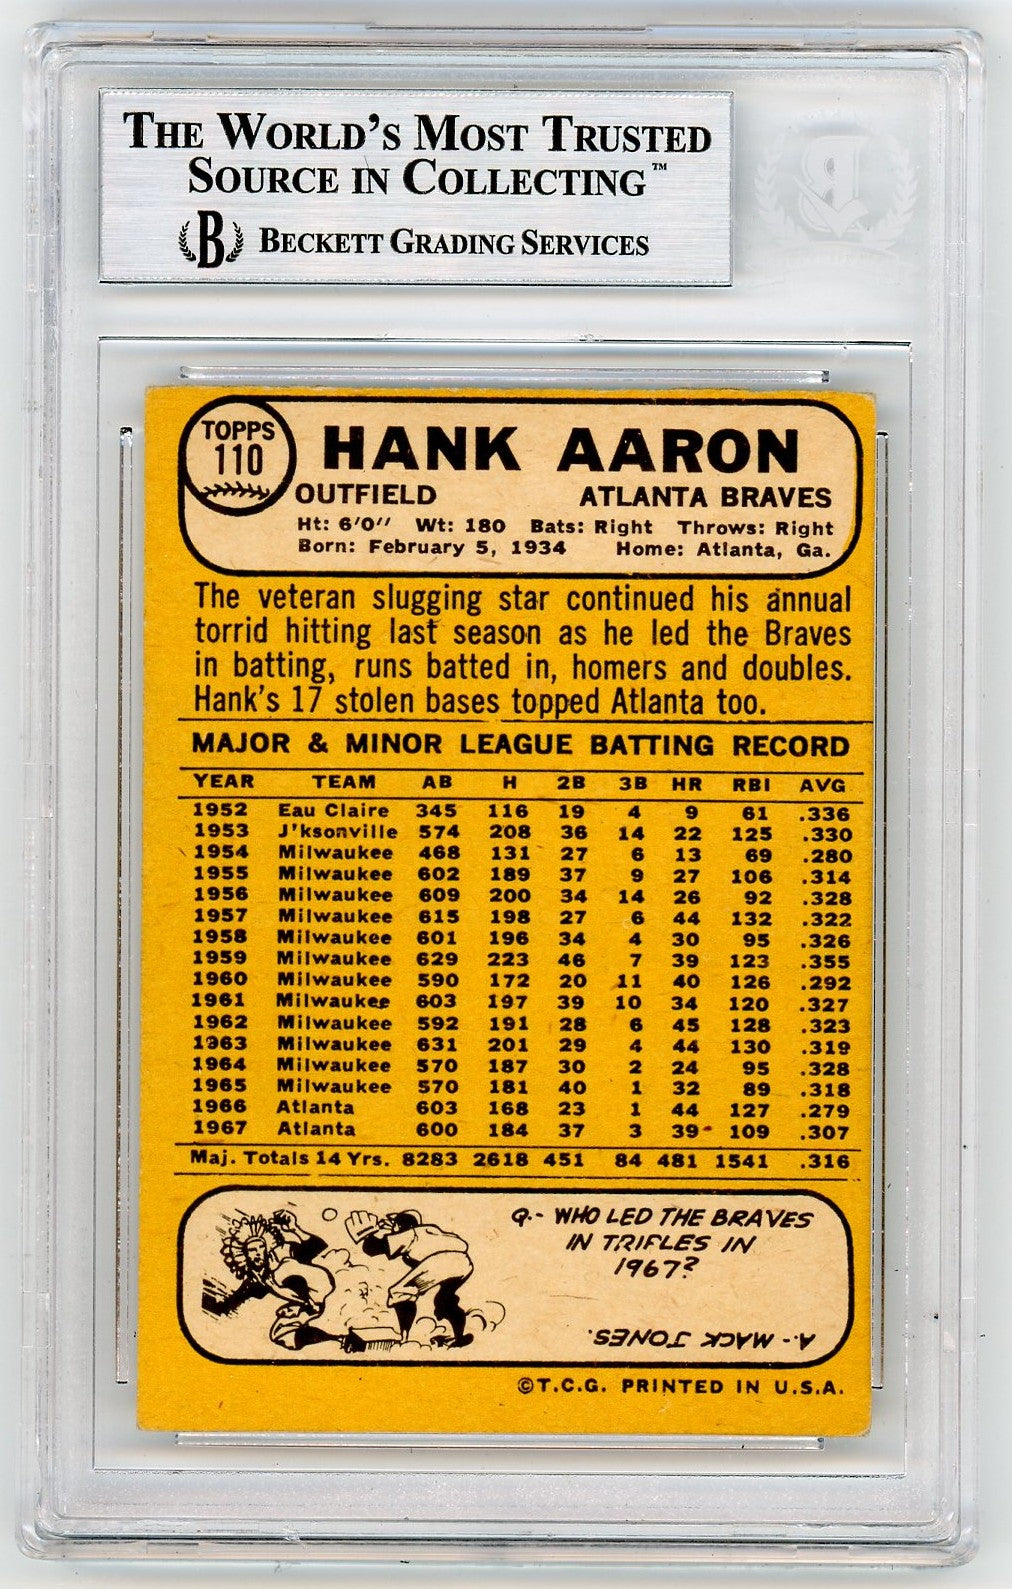 THE WORLD'S MOST TRUSTED
SOURCE IN COLLECTING™
B BECKETT GRADING SERVICES
TOPPS
110
HANK AARON
OUTFIELD ATLANTA BRAVES
Ht: 6'0" Wt: 180 Bats: Right Throws: Right
Born: February 5, 1934 Home: Atlanta, Ga.
The veteran slugging star continued his annual
torrid hitting last season as he led the Braves
in batting, runs batted in, homers and doubles.
Hank's 17 stolen bases topped Atlanta too.
MAJOR & MINOR LEAGUE BATTING RECORD
YEAR TEAM AB H 2B 3B HR RBI AVG
1952 Eau Claire 345 116 19 4 9 61 .336
1953 J'ksonville 574 208 36 14 22 125 .330
1954 Milwaukee 468 131 27 6 13 69 .280
1955 Milwaukee 602 189 37 9 27 106 .314
1956 Milwaukee 609 200 34 14 26 92 .328
1957 Milwaukee 615 198 27 6 44 132 .322
1958 Milwaukee 601 196 34 4 30 95 .326
1959 Milwaukee 629 223 46 7 39 123 .355
1960 Milwaukee 590 172 20 11 40 126 .292
1961 Milwaukee 603 197 39 10 34 120 .327
1962 Milwaukee 592 191 28 6 45 128 .323
1963 Milwaukee 631 201 29 4 44 130 .319
1964 Milwaukee 570 187 30 2 24 95 .328
1965 Milwaukee 570 181 40 1 32 89 .318
1966 Atlanta 603 168 23 1 44 127 .279
1967 Atlanta 600 184 37 3 39 109 .307
Maj. Totals 14 Yrs. 8283 2618 451 84 481 1541 .316
Q.- WHO LED THE BRAVES
IN TRIFLES IN
1967?
A.- MACK JONES.
©T.C.G. PRINTED IN U.S.A.